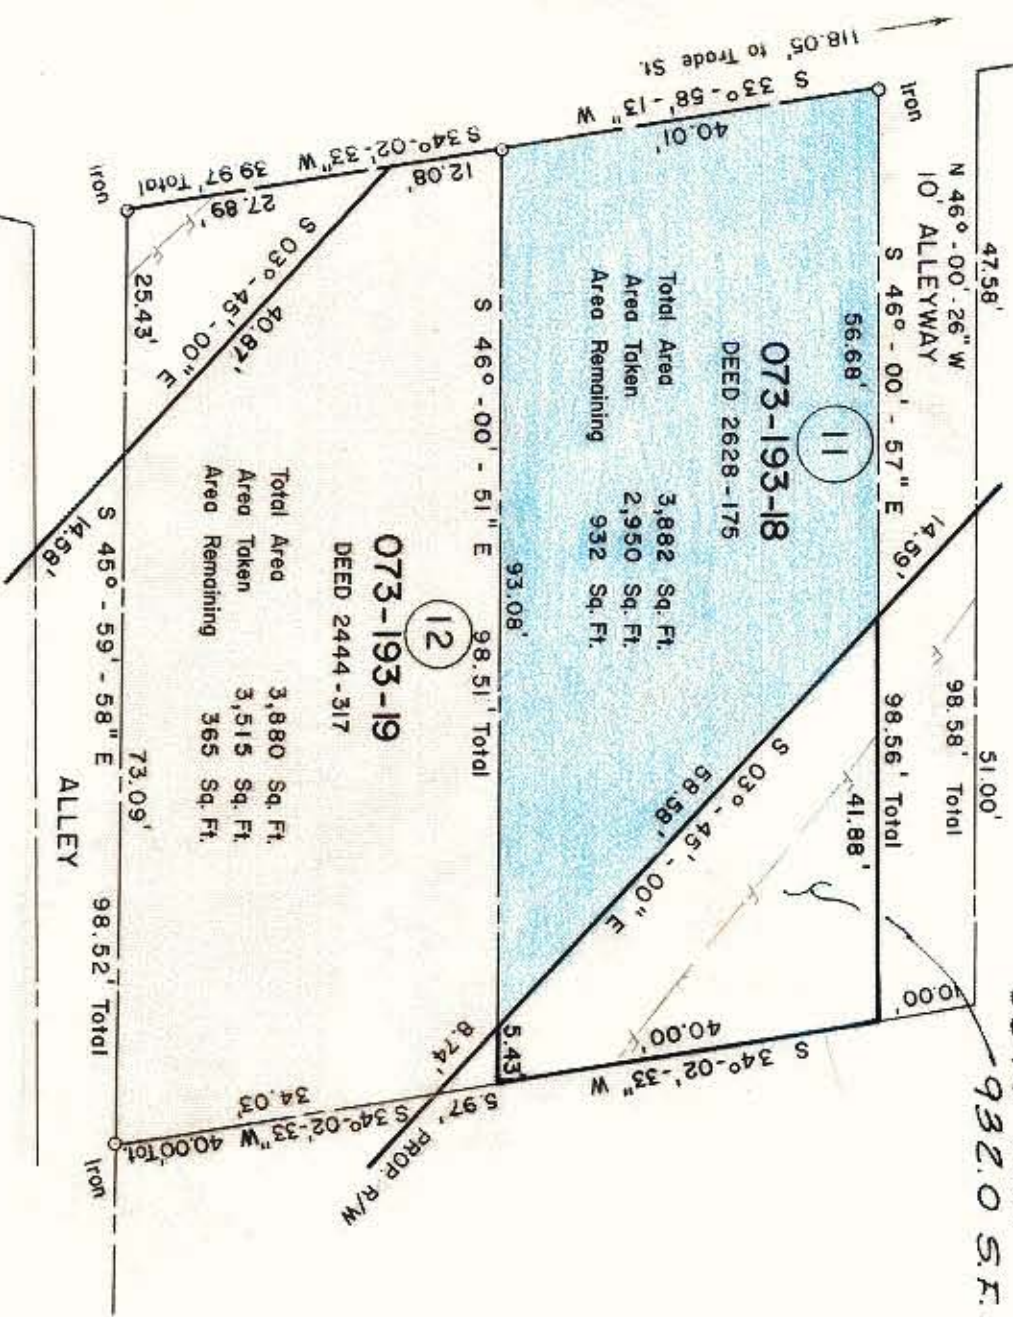 118.05' to Trade St.
S 33° - 58' - 13" W
40.01'
Iron
47.58'
N 46° - 00' - 26" W
10' ALLEYWAY
S 46° - 00' - 57" E
56.68'
14.59'
51.00'
98.58' Total
98.56' Total
41.88'
10.00'
932.0 S.F.
11
073-193-18
DEED 2628-175
Total Area 3,882 Sq. Ft.
Area Taken 2,950 Sq. Ft.
Area Remaining 932 Sq. Ft.
S 03° - 45' - 00" E
58.58'
40.00'
S 34° - 02' - 33" W
93.08'
5.43'
S 46° - 00' - 51" E
98.51' Total
S 34° - 02' - 33" W
12.08'
39.97' Total
27.89'
Iron
S 03° - 45' - 00" E
40.87'
12
073-193-19
DEED 2444-317
Total Area 3,880 Sq. Ft.
Area Taken 3,515 Sq. Ft.
Area Remaining 365 Sq. Ft.
8.74'
5.97'
PROP. R/W
S 34° - 02' - 33" W
34.03'
40.00' Tot.
Iron
25.43'
73.09'
S 45° - 59' - 58" E
98.52' Total
14.58'
ALLEY